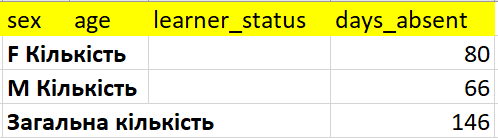 sex age learner_status days_absent
F Кількість 80
M Кількість 66
Загальна кількість 146